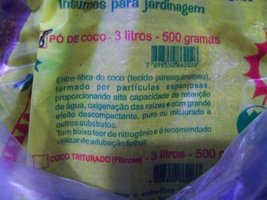 Insumos para jardinagem
PÓ DE COCO - 3 litros - 500 gramas
Entre-fibra do coco (tecido parenquimatoso),
formado por partículas esponjosas,
proporcionando alta capacidade de retenção
de água, oxigenação das raízes e com grande
efeito descompactante, puro ou misturado a
outros substratos.
Tem baixo teor de nitrogênio é recomendado
utilizar de adubação foliar.
COCO TRITURADO (Fibroso) - 3 litros - 500